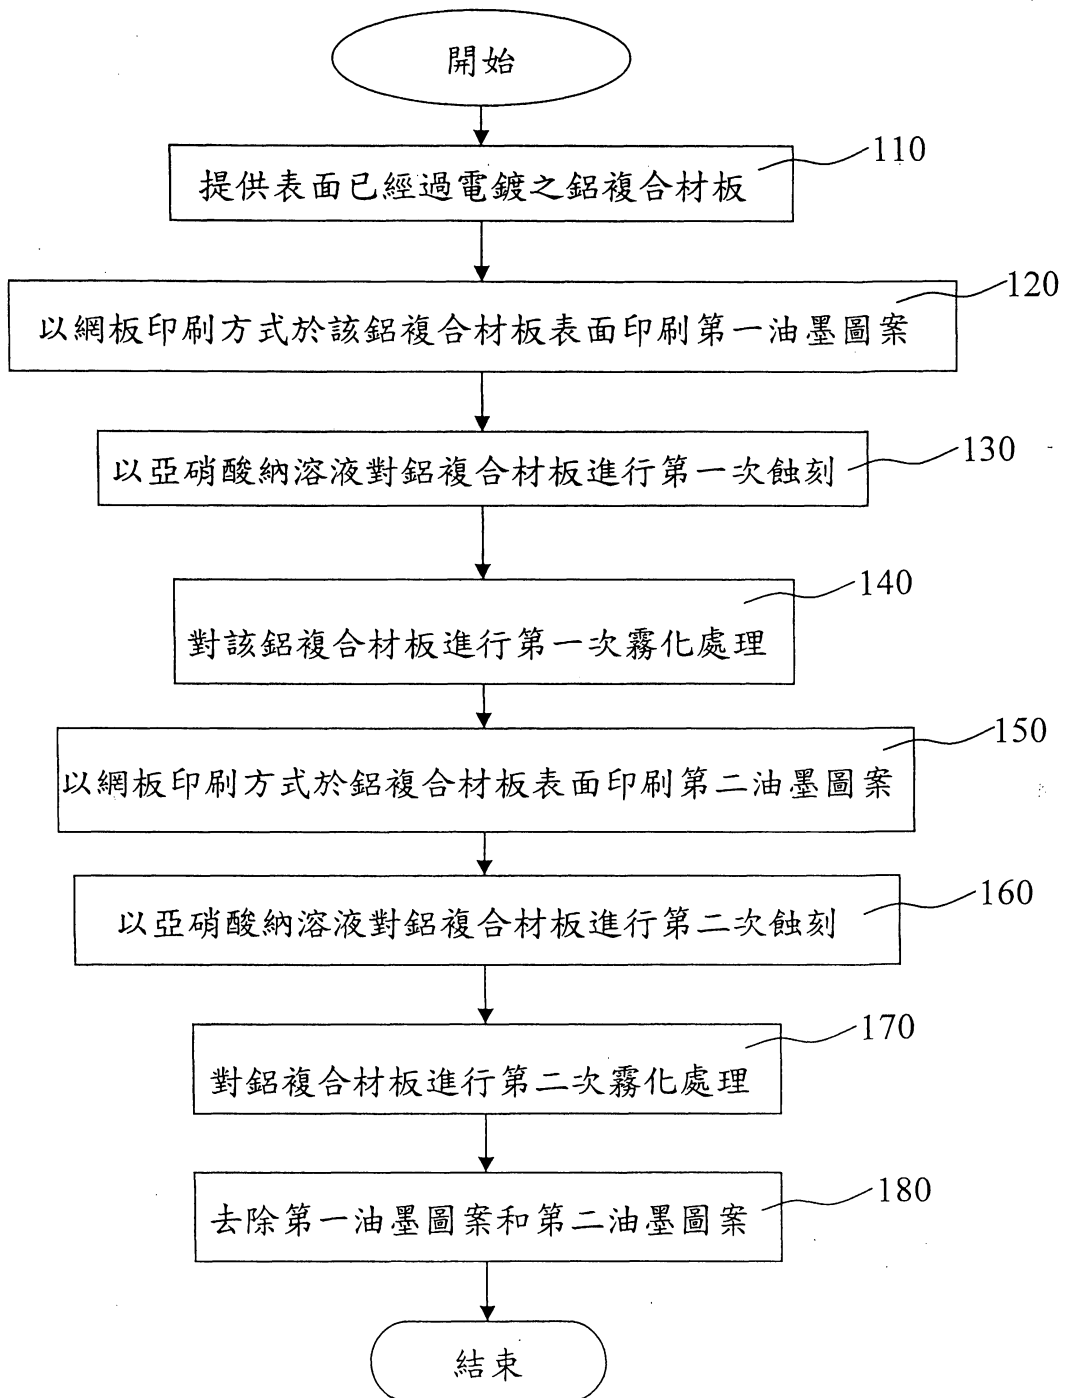 開始
110
提供表面已經過電鍍之鋁複合材板
120
以網板印刷方式於該鋁複合材板表面印刷第一油墨圖案
130
以亞硝酸納溶液對鋁複合材板進行第一次蝕刻
140
對該鋁複合材板進行第一次霧化處理
150
以網板印刷方式於鋁複合材板表面印刷第二油墨圖案
160
以亞硝酸納溶液對鋁複合材板進行第二次蝕刻
170
對鋁複合材板進行第二次霧化處理
180
去除第一油墨圖案和第二油墨圖案
結束